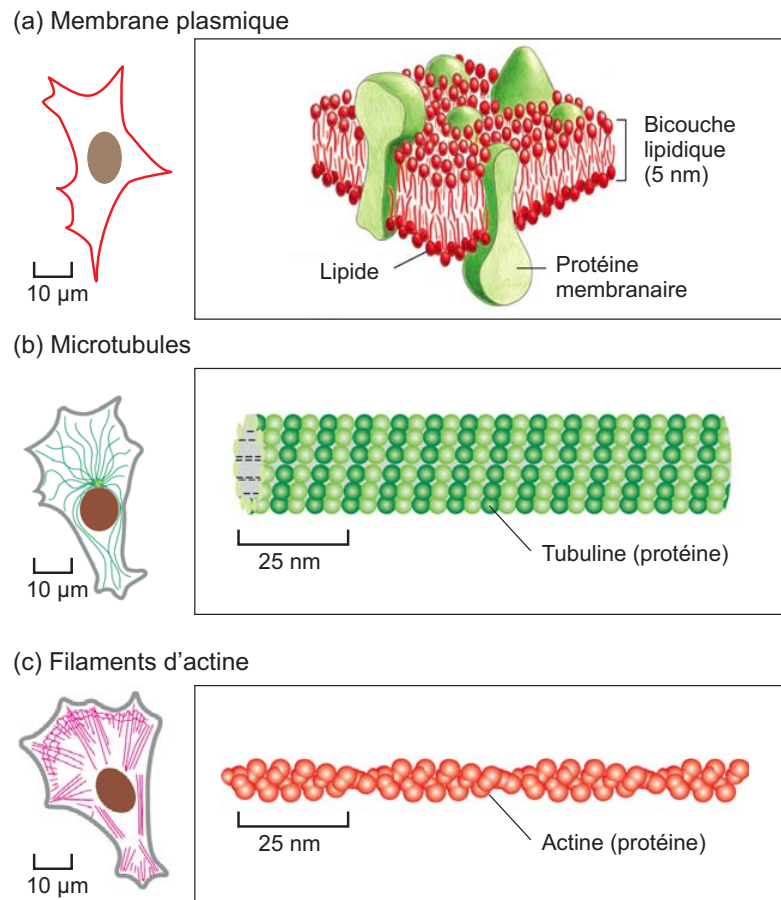 (a) Membrane plasmique
Bicouche
lipidique
(5 nm)
Lipide
Protéine
membranaire
10 µm
(b) Microtubules
Tubuline (protéine)
25 nm
10 µm
(c) Filaments d’actine
Actine (protéine)
25 nm
10 µm